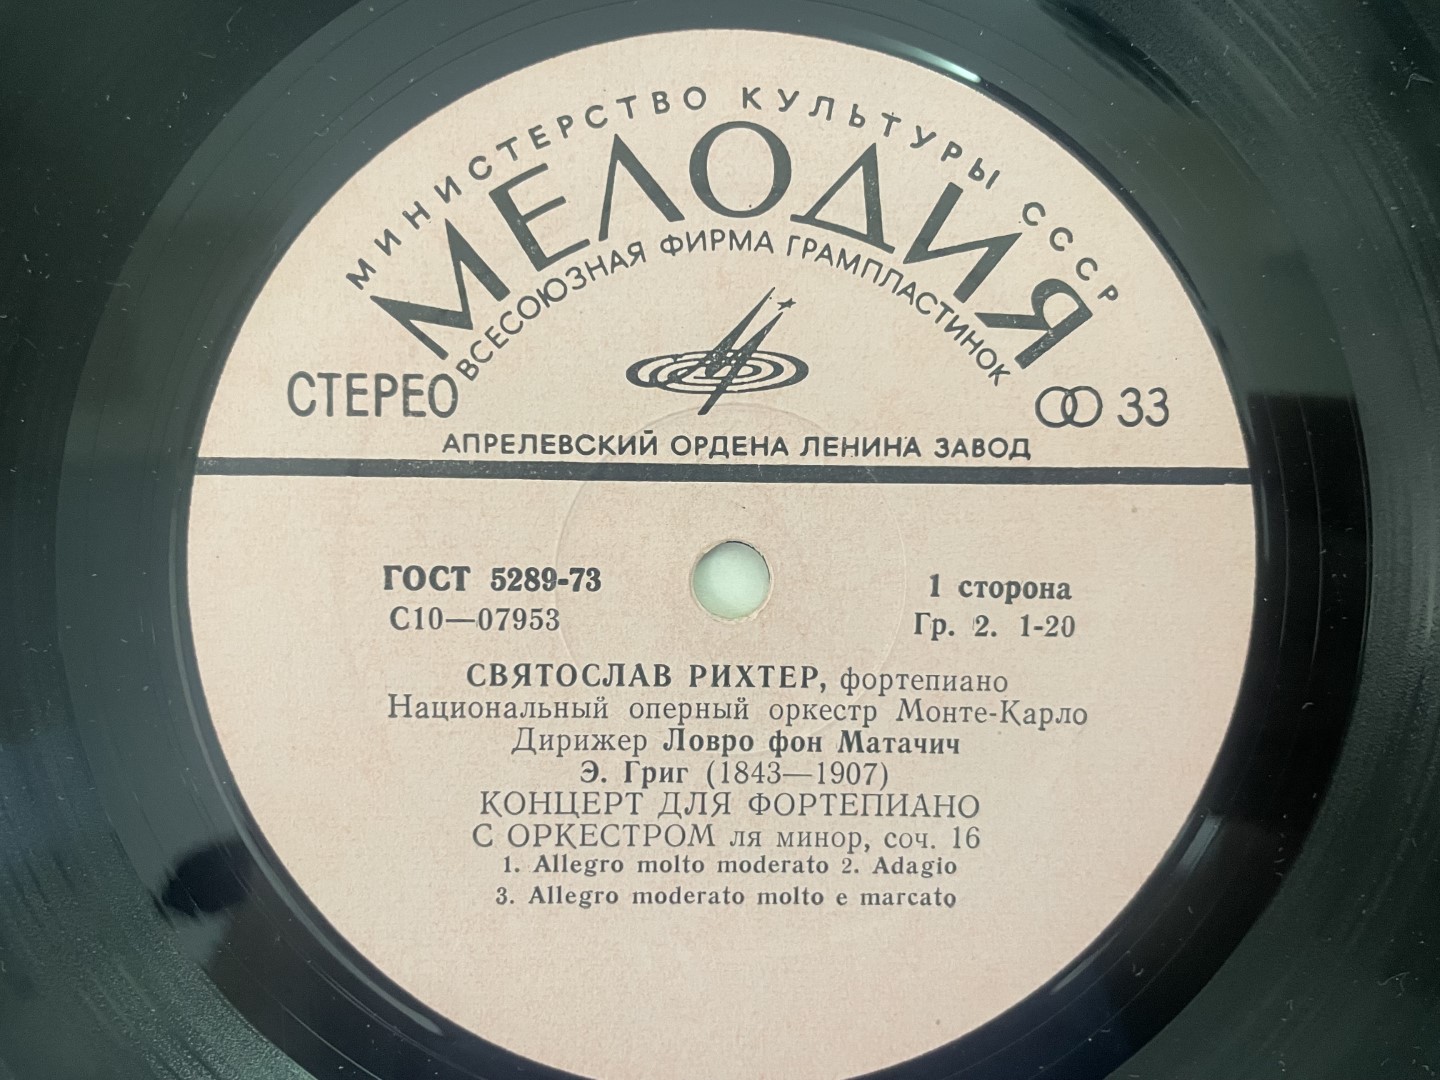 МИНИСТЕРСТВО КУЛЬТУРЫ СССР
МЕЛОДИЯ
ВСЕСОЮЗНАЯ ФИРМА ГРАМПЛАСТИНОК
СТЕРЕО
33
АПРЕЛЕВСКИЙ ОРДЕНА ЛЕНИНА ЗАВОД
ГОСТ 5289-73
1 сторона
С10—07953
Гр. 2. 1-20
СВЯТОСЛАВ РИХТЕР, фортепиано
Национальный оперный оркестр Монте-Карло
Дирижер Ловро фон Матачич
Э. Григ (1843—1907)
КОНЦЕРТ ДЛЯ ФОРТЕПИАНО
С ОРКЕСТРОМ ля минор, соч. 16
1. Allegro molto moderato 2. Adagio
3. Allegro moderato molto e marcato